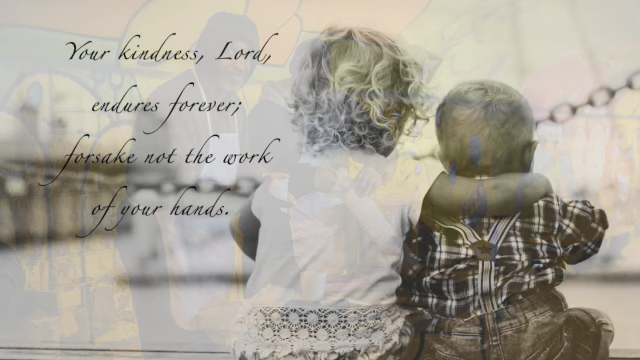 Your kindness, Lord,
endures forever;
forsake not the work
of your hands.